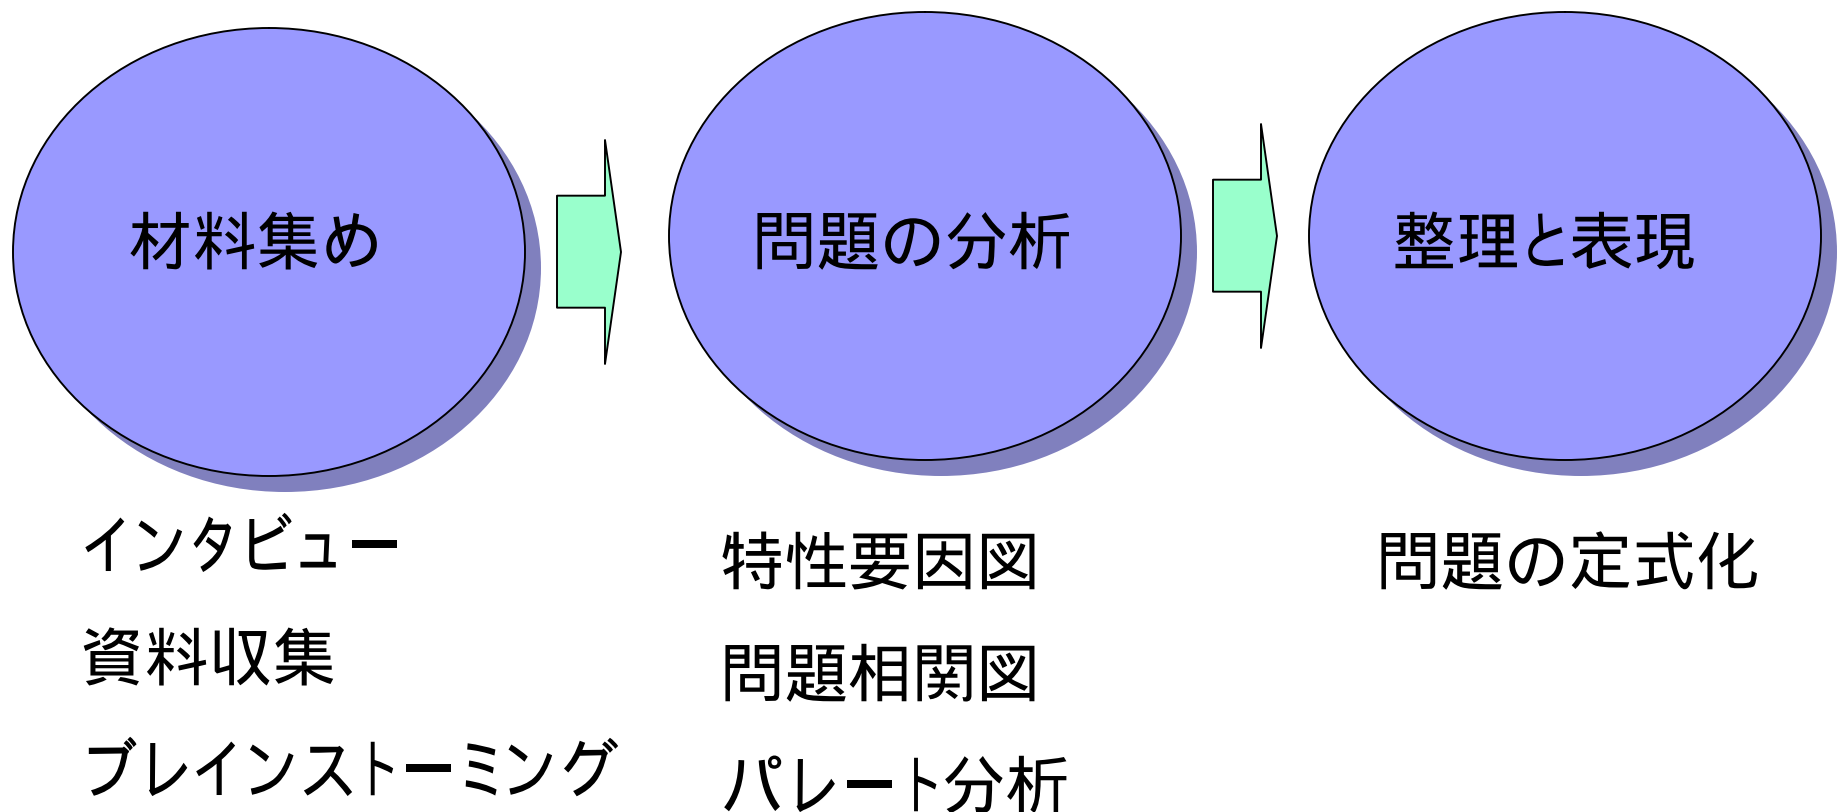 材料集め
問題の分析
整理と表現
インタビュー
資料収集
ブレインストーミング
特性要因図
問題相関図
パレート分析
問題の定式化